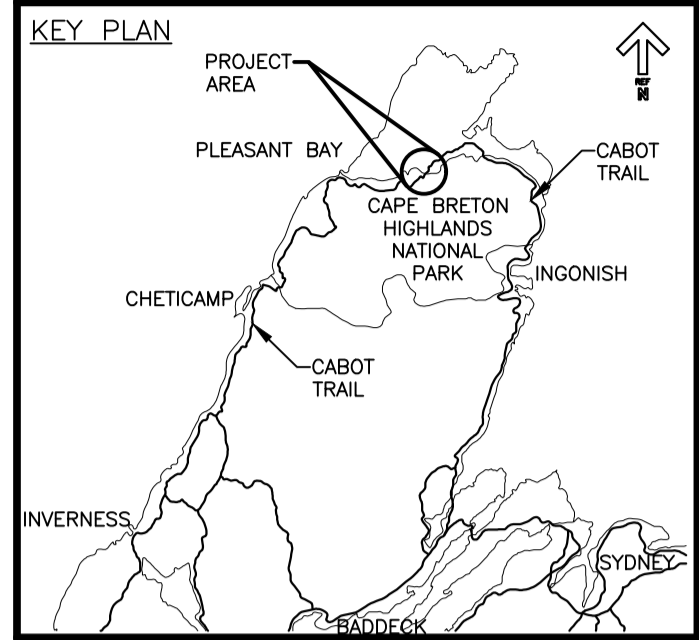 KEY PLAN
PROJECT
AREA
REF
N
PLEASANT BAY
CABOT
TRAIL
CAPE BRETON
HIGHLANDS
NATIONAL
PARK
INGONISH
CHETICAMP
CABOT
TRAIL
INVERNESS
SYDNEY
BADDECK